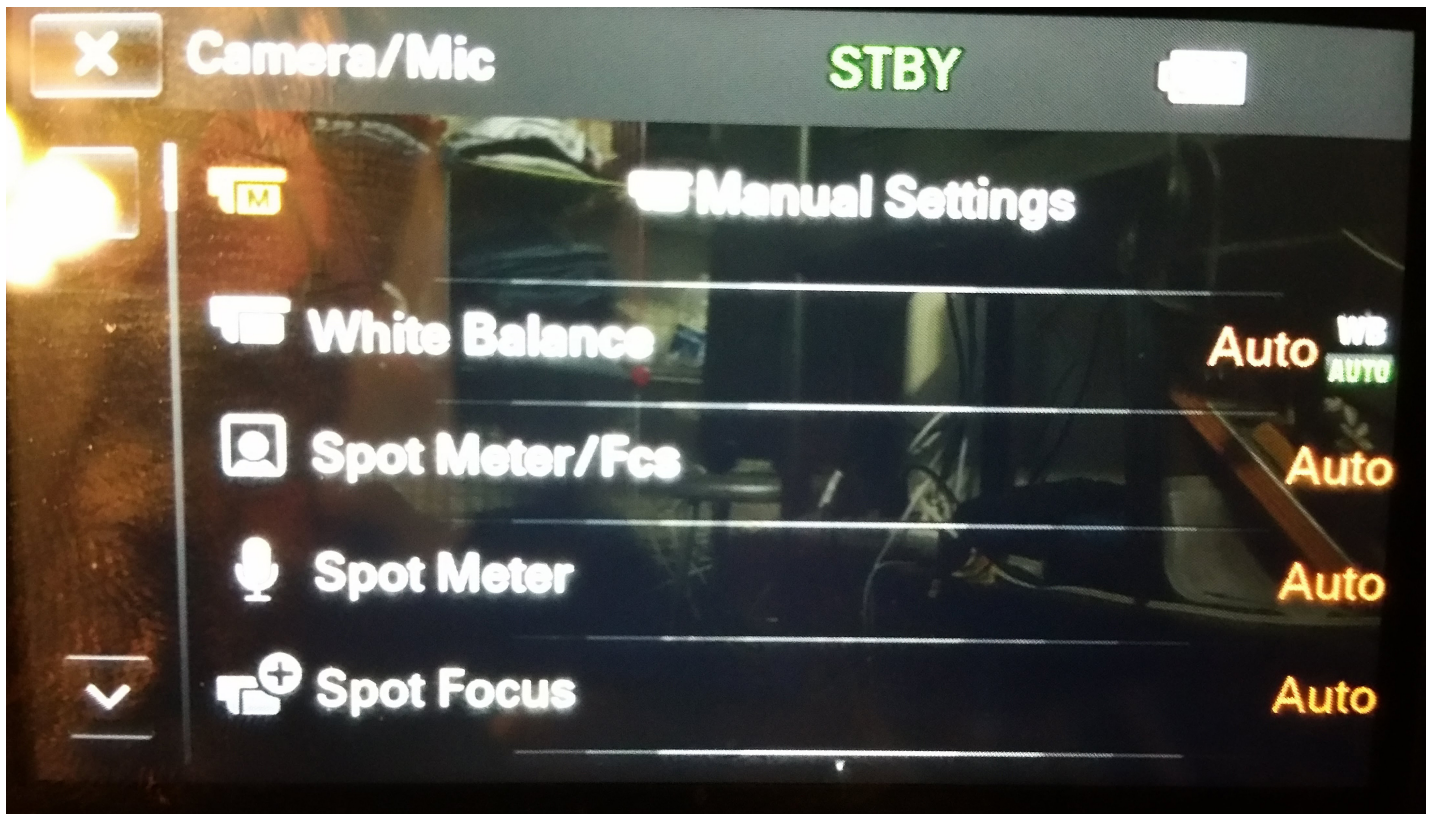 Camera/Mic STBY
M Manual Settings
White Balance Auto WB AUTO
Spot Meter/Fcs Auto
Spot Meter Auto
Spot Focus Auto